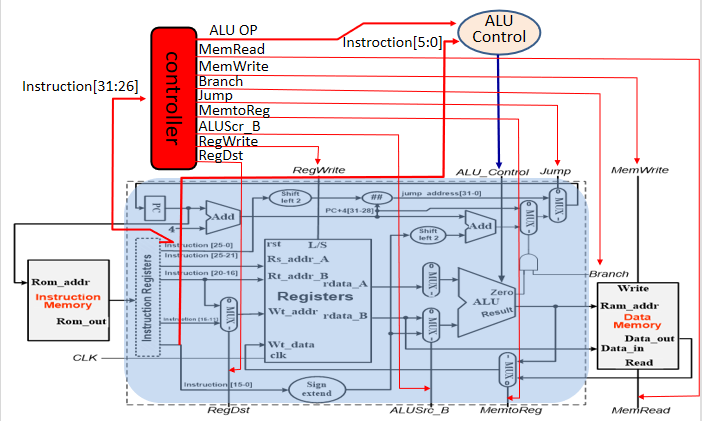 ALU OP
ALU
Control
Instroction[5:0]
MemRead
MemWrite
Branch
Jump
MemtoReg
ALUScr_B
RegWrite
RegDst
controller
Instruction[31:26]
RegWrite
ALU_Control
Jump
MemWrite
PC
4
Add
Shift
left 2
##
jump address[31-0]
PC+4[31-28]
MUX
MUX
Shift
left 2
Add
Instruction [25-0]
Instruction [25-21]
Instruction [20-16]
Instruction [16-11]
Instruction Registers
rst
L/S
Rs_addr_A
Rt_addr_B
rdata_A
Registers
Wt_addr
rdata_B
Wt_data
clk
MUX
MUX
MUX
Zero
ALU
Result
MUX
Branch
Rom_addr
Instruction
Memory
Rom_out
CLK
Instruction [15-0]
Sign
extend
Write
Ram_addr
Data
Memory
Data_out
Data_in
Read
RegDst
ALUSrc_B
MemtoReg
MemRead